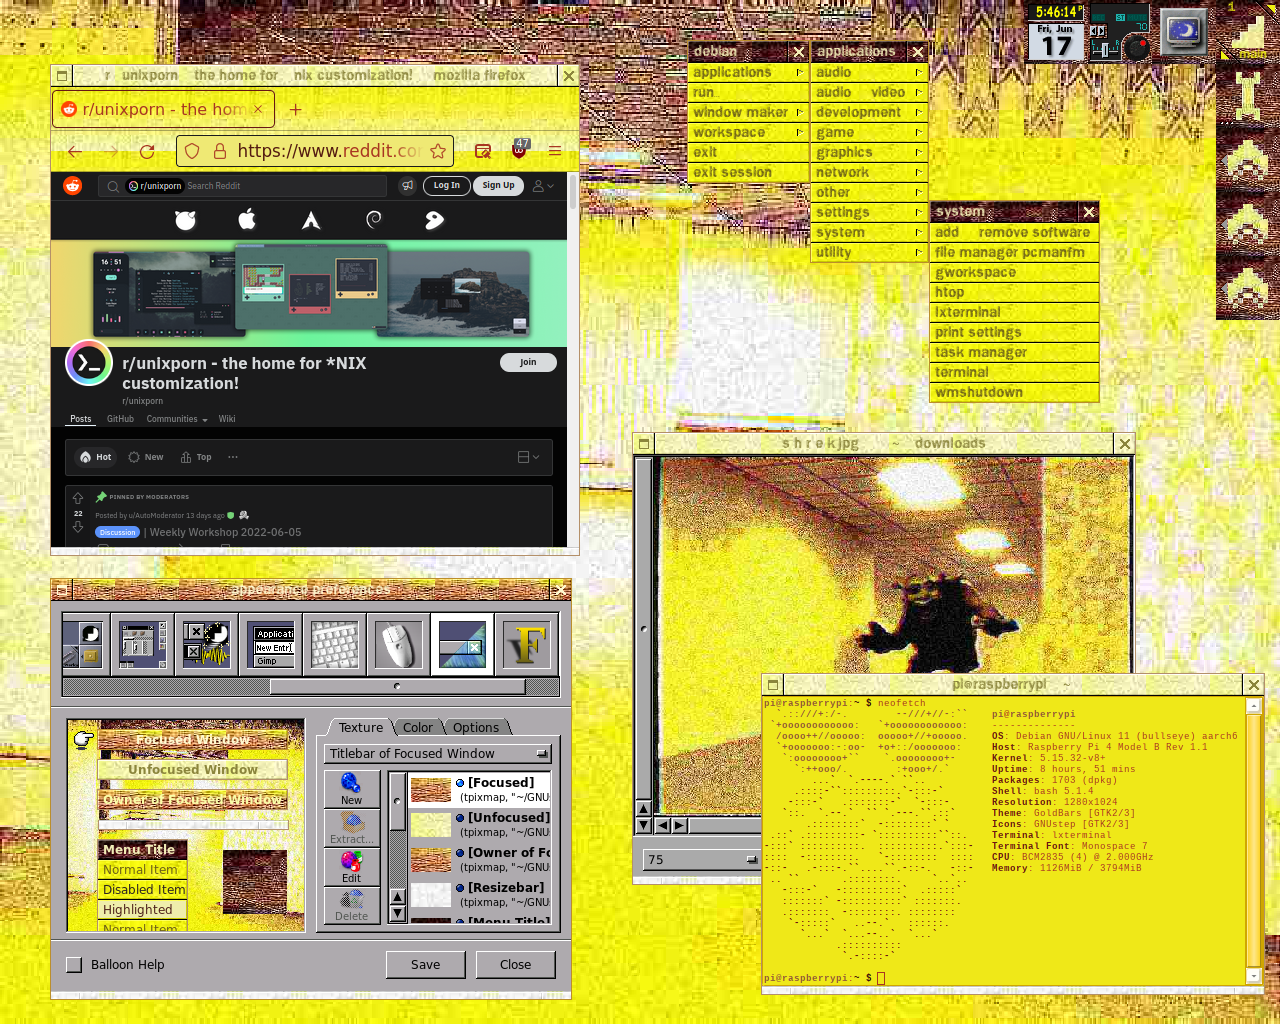 5:46:14 P
Fri, Jun
17
main
1
r unixporn the home for nix customization! mozilla firefox
r/unixporn - the hom
https://www.reddit.co
47
r/unixporn
Search Reddit
Log In
Sign Up
16 51
r/unixporn - the home for *NIX
customization!
r/unixporn
Join
Posts
GitHub
Communities
Wiki
Hot
New
Top
PINNED BY MODERATORS
Posted by u/AutoModerator 13 days ago
22
Discussion | Weekly Workshop 2022-06-05
debian
applications
run
window maker
workspace
exit
exit session
applications
audio
audio video
development
game
graphics
network
other
settings
system
utility
system
add remove software
file manager pcmanfm
gworkspace
htop
lxterminal
print settings
task manager
terminal
wmshutdown
shrekjpg ~ downloads
75
appearance preferences
Applicati
New Entr
Gimp
F
Focused Window
Unfocused Window
Owner of Focused Window
Menu Title
Normal Item
Disabled Item
Highlighted
Normal Item
Texture
Color
Options
Titlebar of Focused Window
New
Extract...
Edit
Delete
[Focused]
(tpixmap, "~/GNU
[Unfocused]
(tpixmap, "~/GNU
[Owner of Fo
(tpixmap, "~/GNU
[Resizebar]
(tpixmap, "~/GNU
[Menu Title]
Balloon Help
Save
Close
pi@raspberrypi ~
pi@raspberrypi:~ $ neofetch
pi@raspberrypi
--------------
OS: Debian GNU/Linux 11 (bullseye) aarch6
Host: Raspberry Pi 4 Model B Rev 1.1
Kernel: 5.15.32-v8+
Uptime: 8 hours, 51 mins
Packages: 1703 (dpkg)
Shell: bash 5.1.4
Resolution: 1280x1024
Theme: GoldBars [GTK2/3]
Icons: GNUstep [GTK2/3]
Terminal: lxterminal
Terminal Font: Monospace 7
CPU: BCM2835 (4) @ 2.000GHz
Memory: 1126MiB / 3794MiB
pi@raspberrypi:~ $